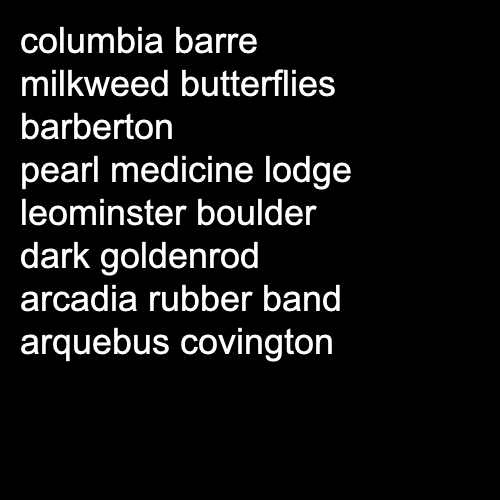 columbia barre
milkweed butterflies
barberton
pearl medicine lodge
leominster boulder
dark goldenrod
arcadia rubber band
arquebus covington